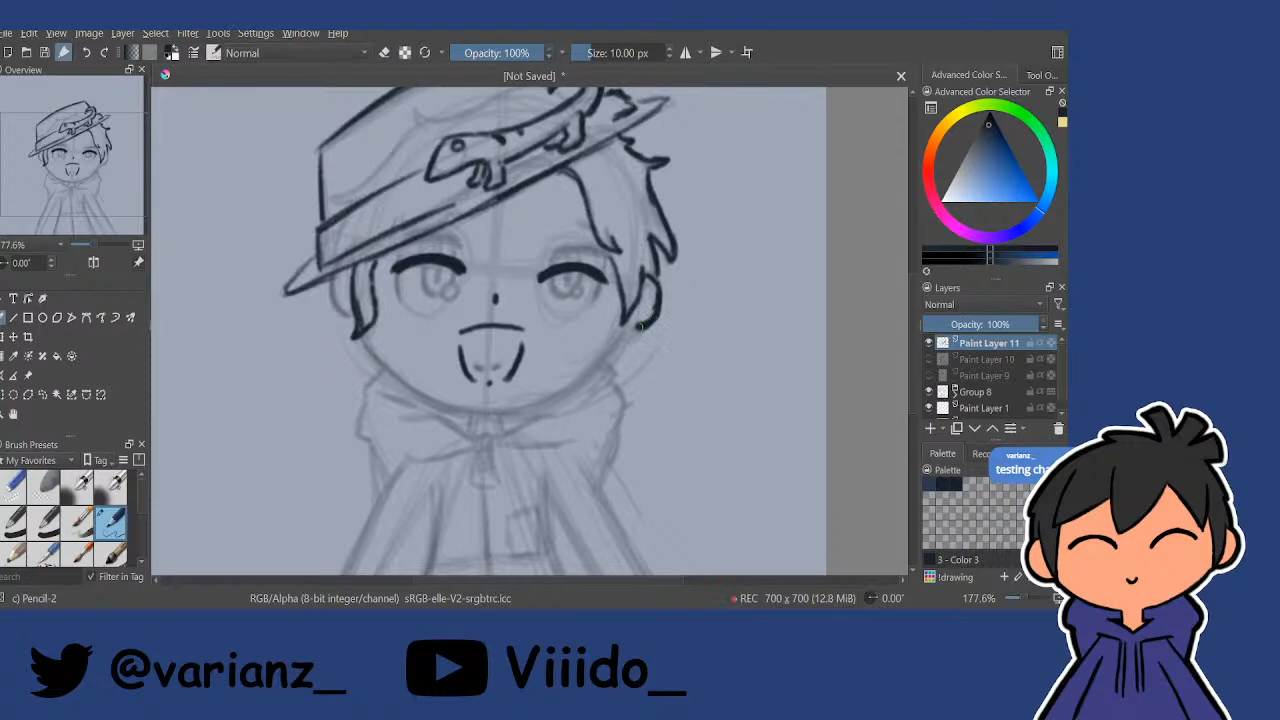 File Edit View Image Layer Select Filter Tools Settings Window Help
Normal
Opacity: 100%
Size: 10.00 px
Overview
[Not Saved] *
Advanced Color S...
Tool O...
Advanced Color Selector
77.6%
0.00°
Layers
Normal
Opacity: 100%
Paint Layer 11
Paint Layer 10
Paint Layer 9
Group 8
Paint Layer 1
Brush Presets
My Favorites
Tag
Palette
Palette
varianz_
testing cha
3 - Color 3
!drawing
earch
Filter in Tag
c) Pencil-2
RGB/Alpha (8-bit integer/channel) sRGB-elle-V2-srgbtrc.icc
REC
700 x 700 (12.8 MiB)
0.00°
177.6%
@varianz_
Viiido_